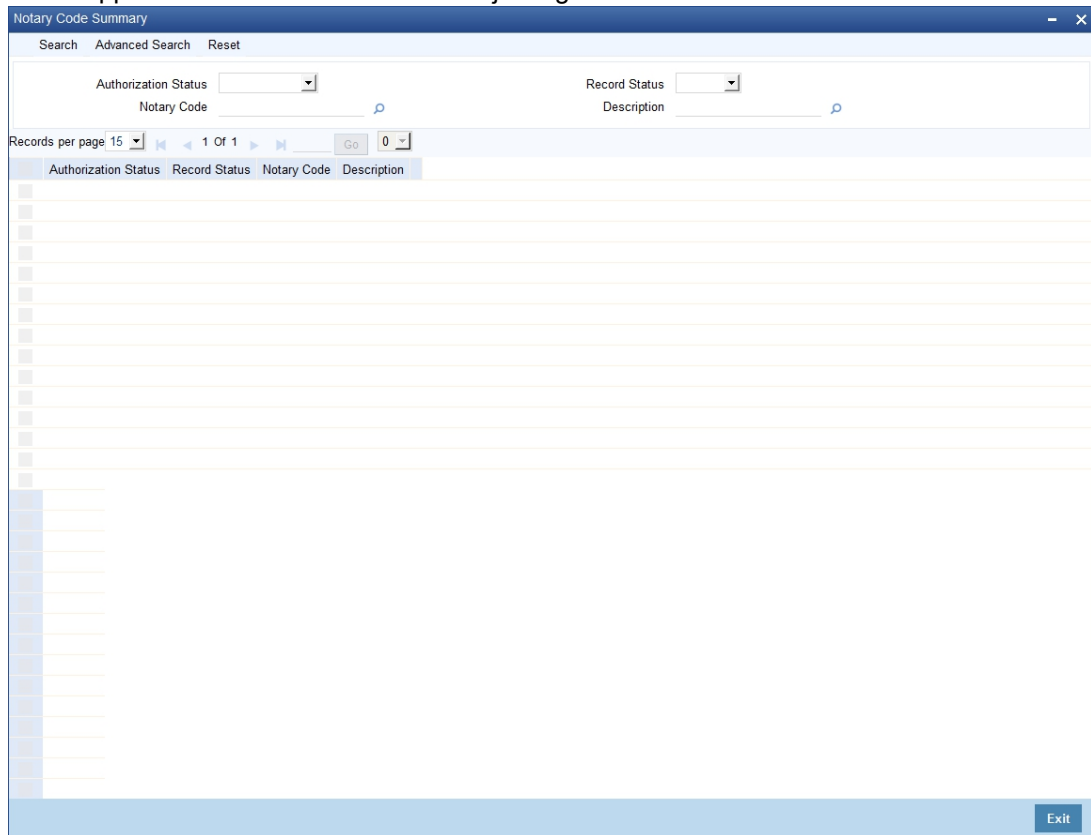 Notary Code Summary
Search Advanced Search Reset
Authorization Status Record Status
Notary Code Description
Records per page 15 1 Of 1 Go 0
Authorization Status Record Status Notary Code Description
Exit